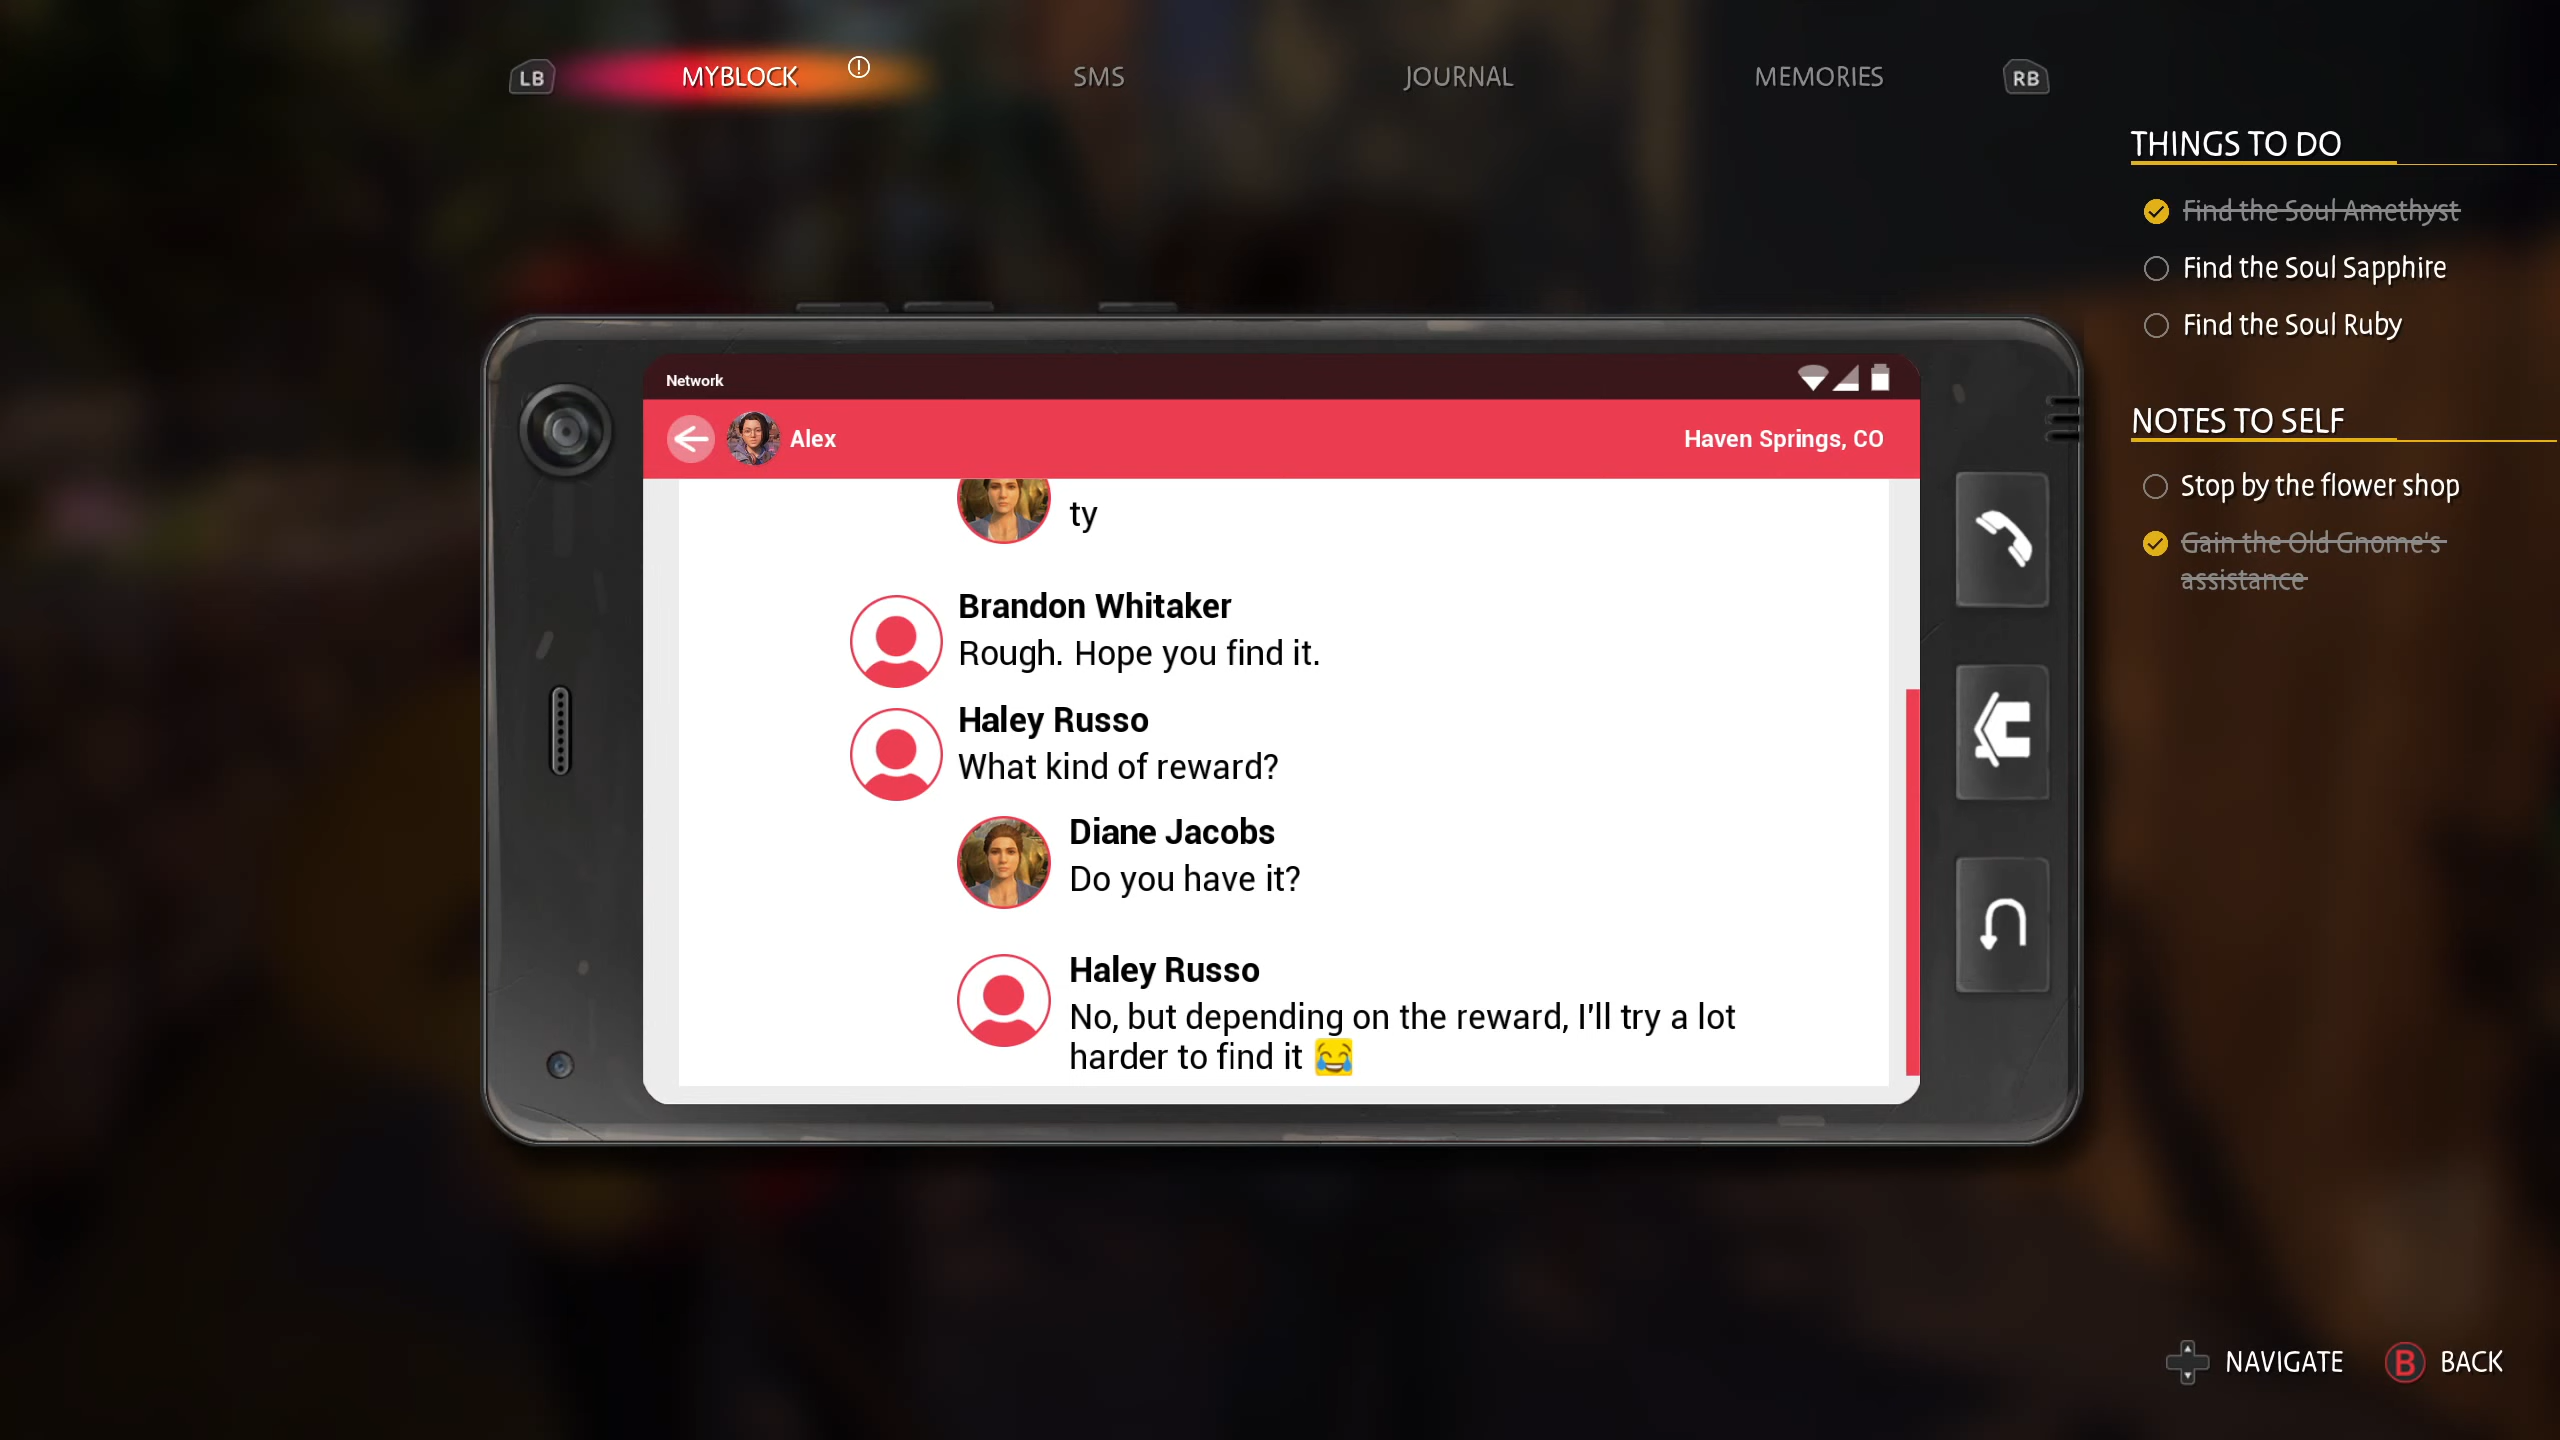 LB
MYBLOCK
SMS
JOURNAL
MEMORIES
RB
THINGS TO DO
Find the Soul Amethyst
Find the Soul Sapphire
Find the Soul Ruby
NOTES TO SELF
Stop by the flower shop
Gain the Old Gnome's
assistance
Network
Alex
Haven Springs, CO
ty
Brandon Whitaker
Rough. Hope you find it.
Haley Russo
What kind of reward?
Diane Jacobs
Do you have it?
Haley Russo
No, but depending on the reward, I'll try a lot
harder to find it 😂
NAVIGATE
B BACK